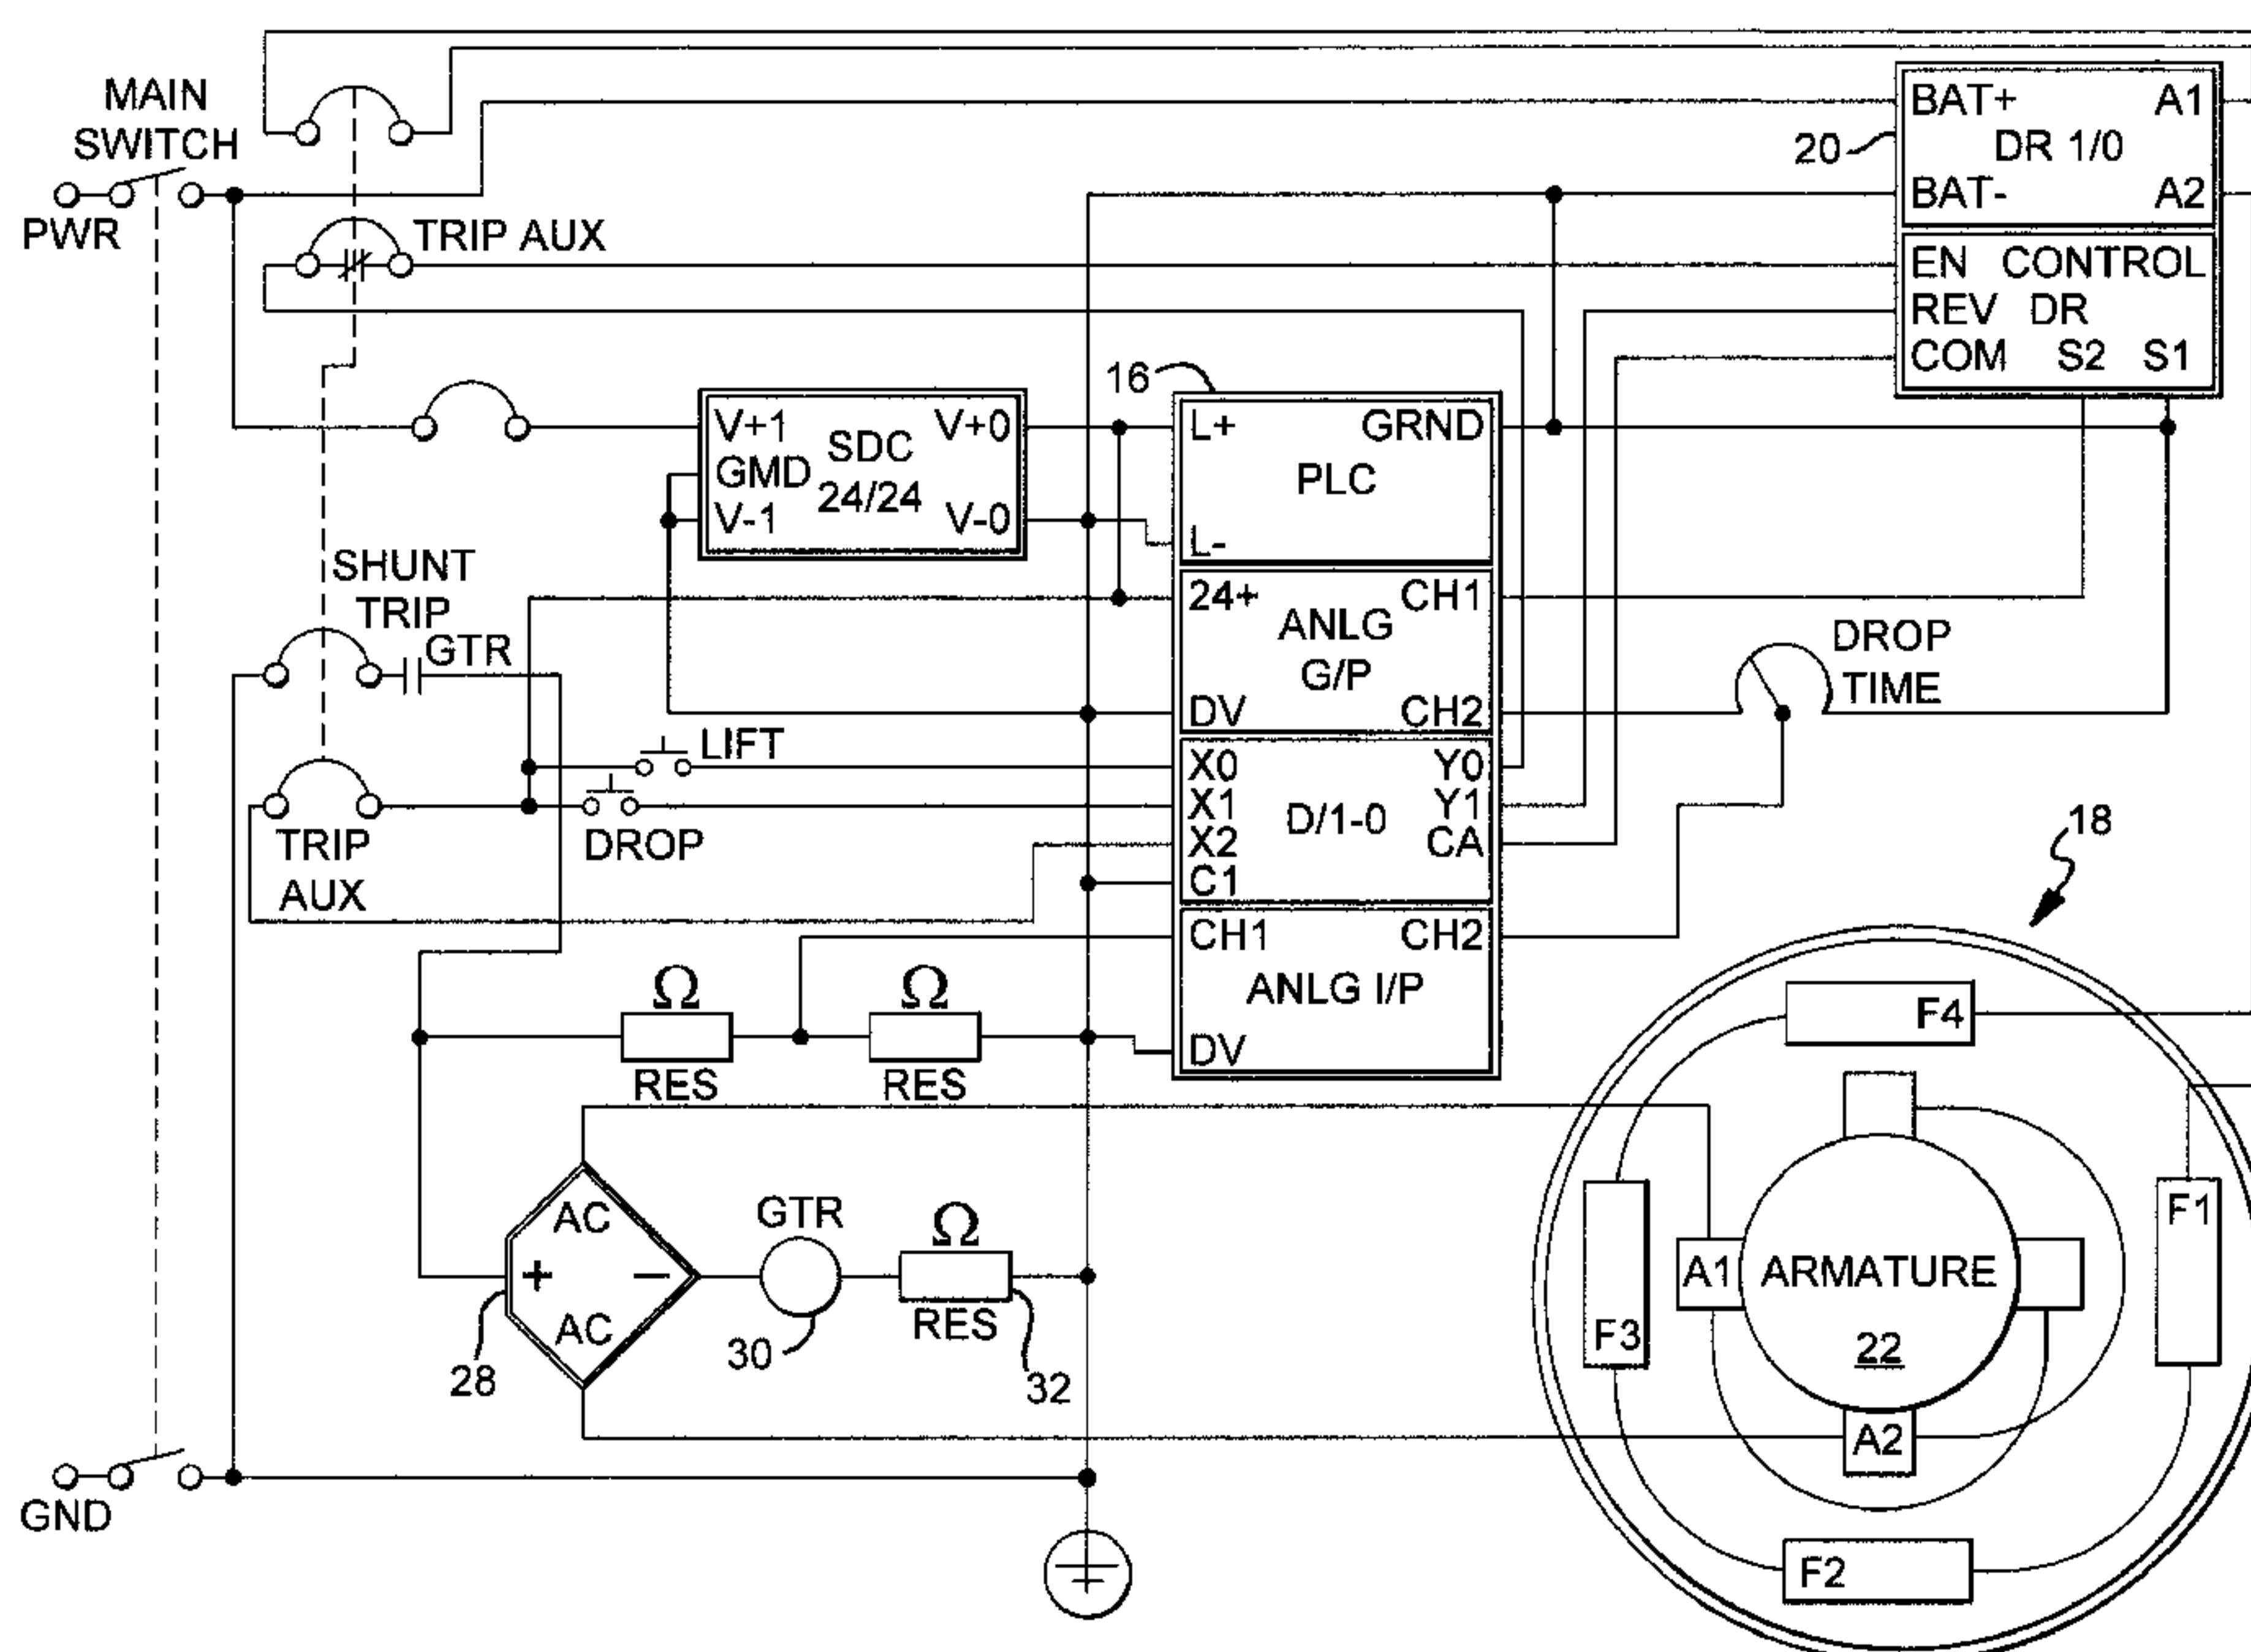 MAIN
SWITCH
PWR
TRIP AUX
BAT+ A1
20 DR 1/0
BAT- A2
EN CONTROL
REV DR
COM S2 S1
16
V+1 V+0
SDC
GMD
24/24
V-1 V-0
L+ GRND
PLC
L-
SHUNT
TRIP
GTR
24+ CH1
ANLG
G/P
DV CH2
DROP
TIME
LIFT
X0 Y0
X1 Y1
D/1-0
X2 CA
C1
DROP
TRIP
AUX
18
CH1 CH2
ANLG I/P
DV
Ω Ω
RES RES
F4
AC
+ −
AC
28
GTR
30
Ω
RES
32
F1
A1 ARMATURE
22
F3
A2
F2
GND